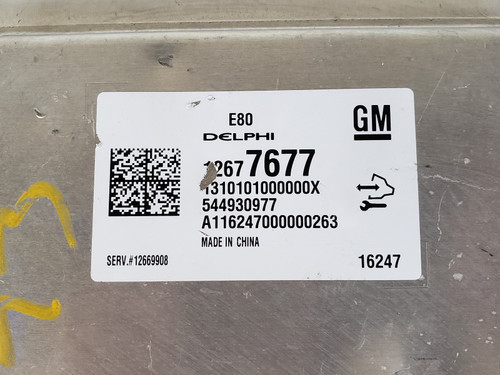 E80
DELPHI
GM
12677677
1310101000000X
544930977
A116247000000263
MADE IN CHINA
SERV.#12669908
16247